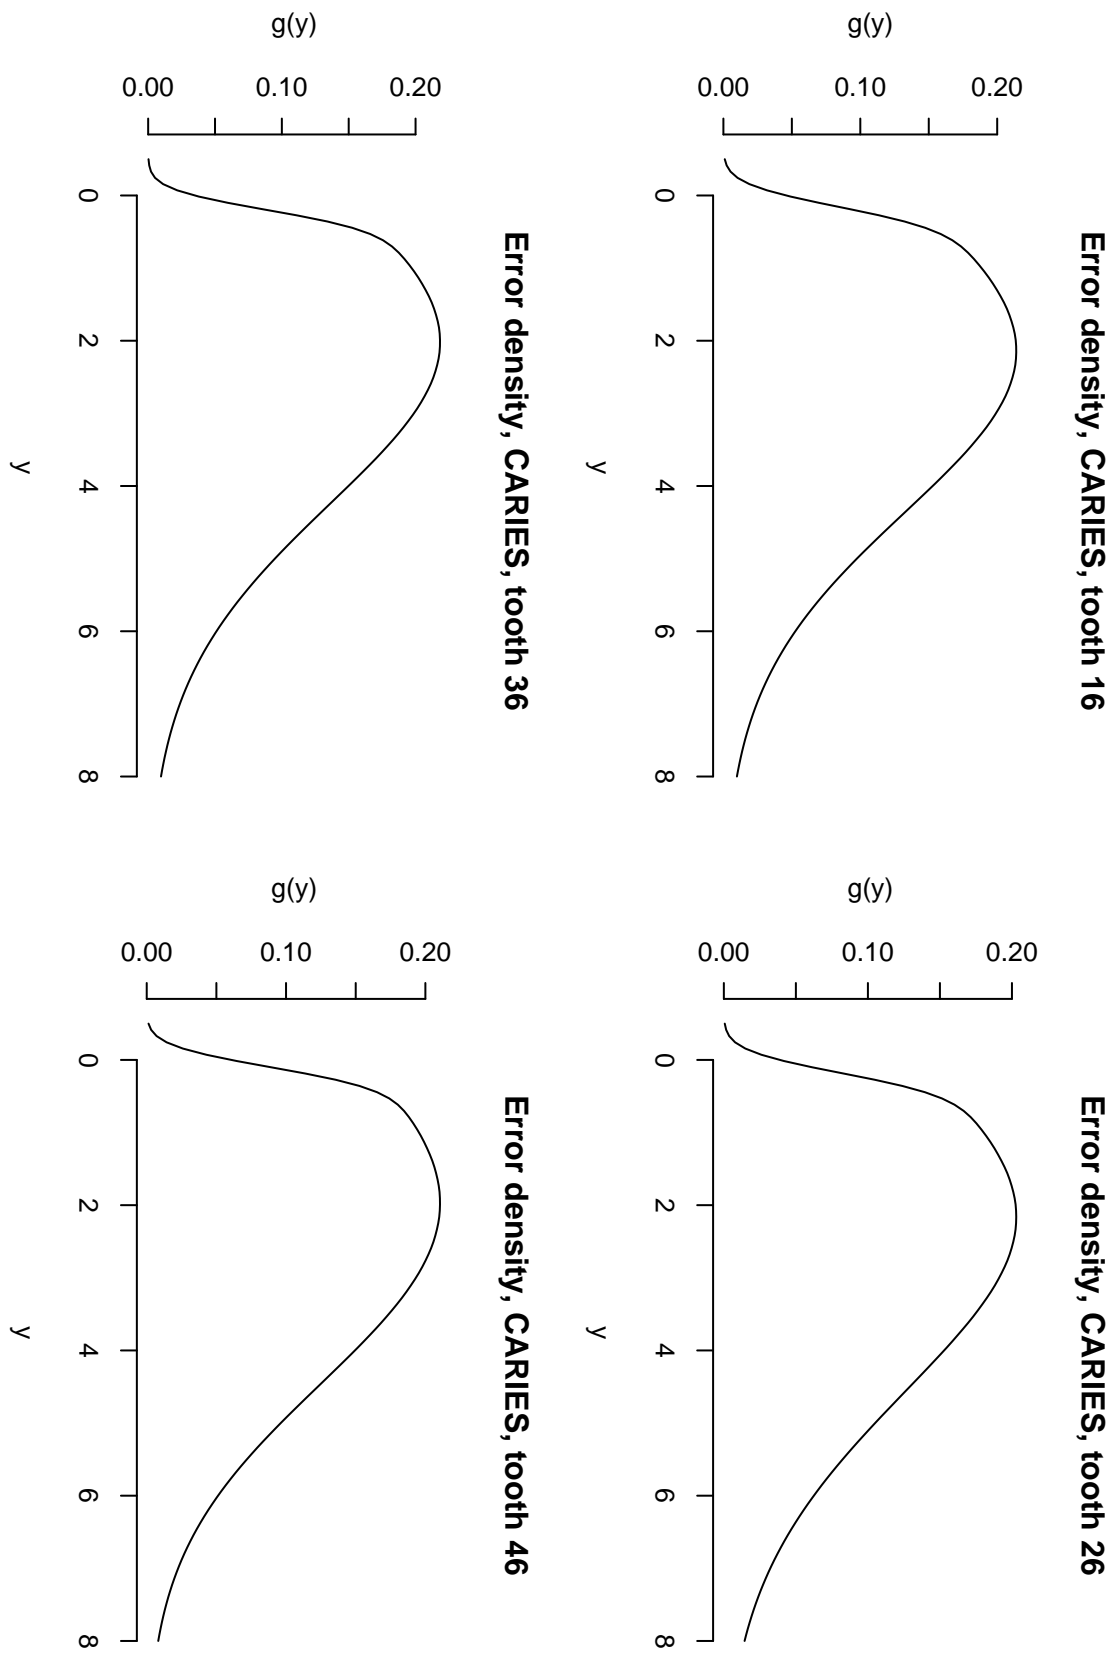 Error density, CARIES, tooth 16
g(y)
0.00 0.10 0.20
0 2 4 6 8
y
Error density, CARIES, tooth 26
g(y)
0.00 0.10 0.20
0 2 4 6 8
y
Error density, CARIES, tooth 36
g(y)
0.00 0.10 0.20
0 2 4 6 8
y
Error density, CARIES, tooth 46
g(y)
0.00 0.10 0.20
0 2 4 6 8
y